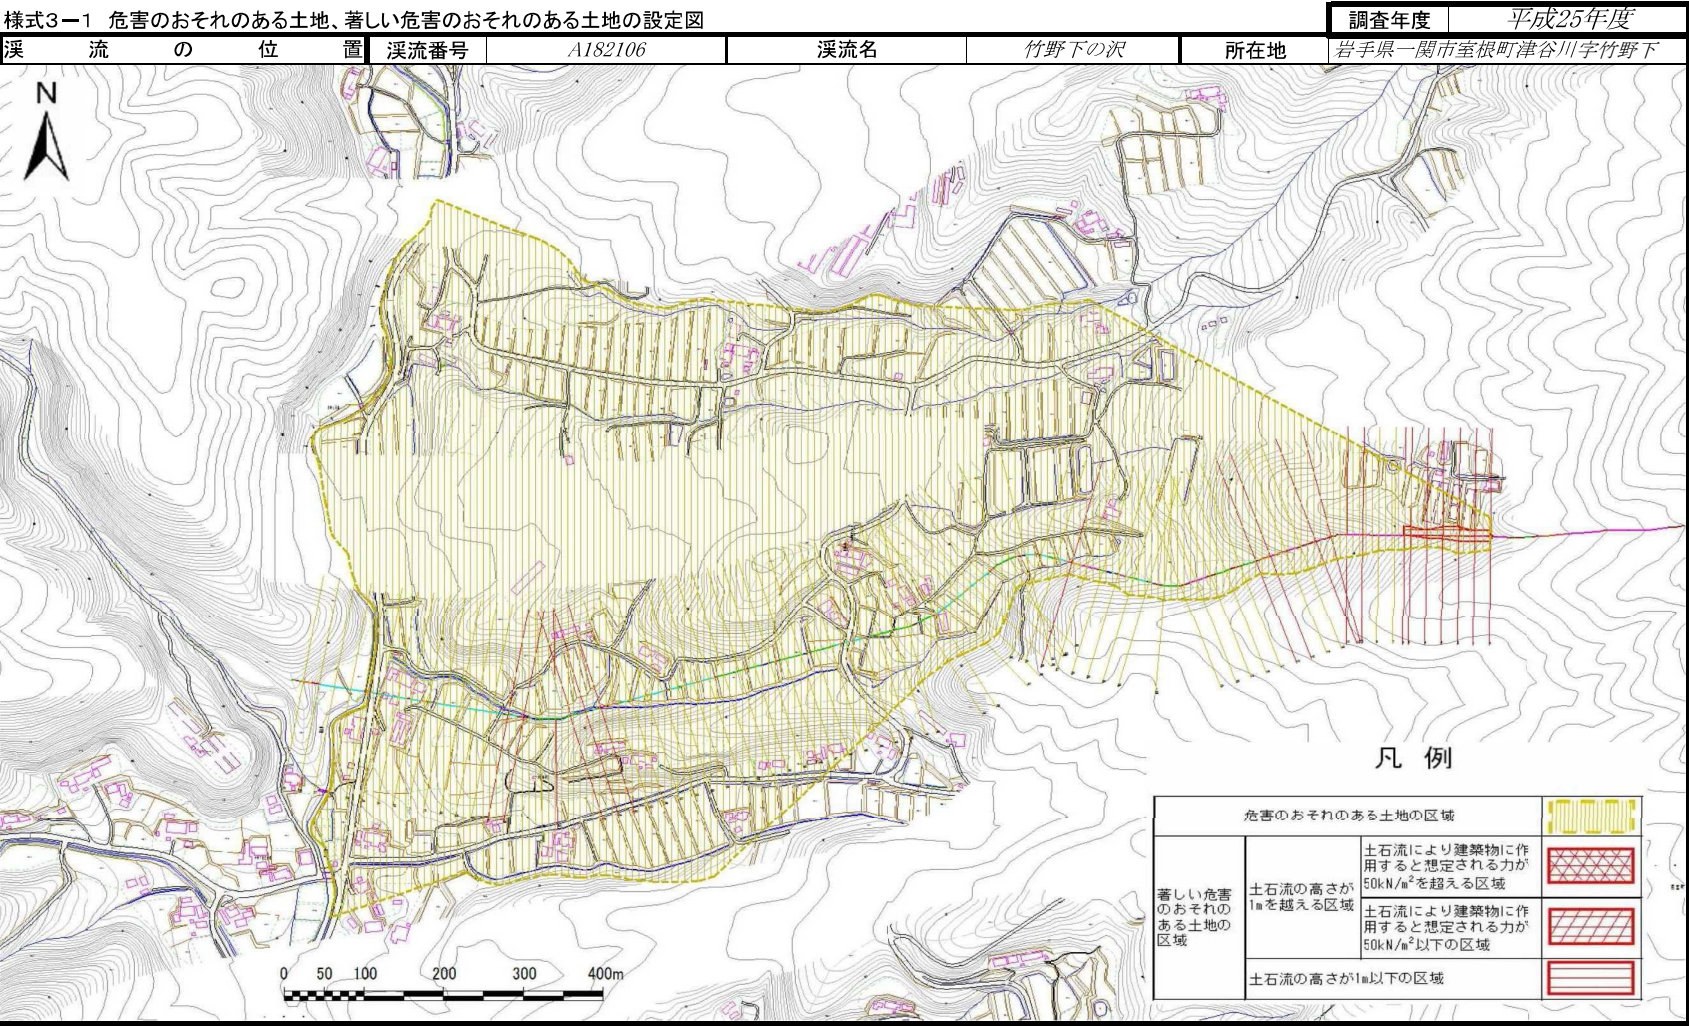 様式3-1 危害のおそれのある土地、著しい危害のおそれのある土地の設定図
調査年度 平成25年度
渓流の位置 渓流番号 A182106 渓流名 竹野下の沢 所在地 岩手県一関市室根町津谷川字竹野下
N
凡 例
危害のおそれのある土地の区域
著しい危害
のおそれの
ある土地の
区域
土石流の高さが
1mを越える区域
土石流により建築物に作
用すると想定される力が
50kN/m²を超える区域
土石流により建築物に作
用すると想定される力が
50kN/m²以下の区域
土石流の高さが1m以下の区域
0 50 100 200 300 400m